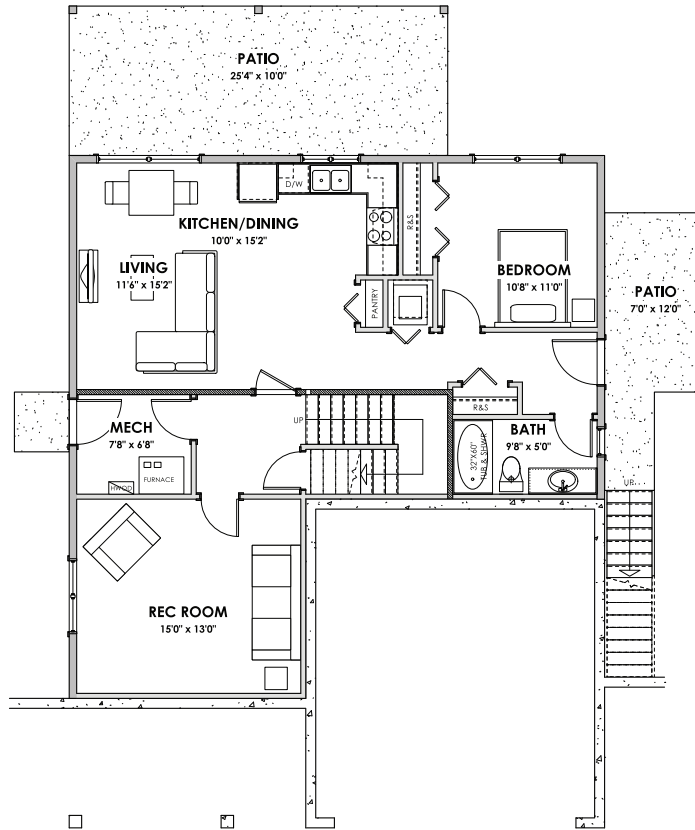 PATIO
25'4" x 10'0"
D/W
KITCHEN/DINING
10'0" x 15'2"
R&S
LIVING
11'6" x 15'2"
BEDROOM
10'8" x 11'0"
PANTRY
PATIO
7'0" x 12'0"
R&S
UP
MECH
7'8" x 6'8"
BATH
9'8" x 5'0"
32"X60"
TUB & SHWR
FURNACE
HWOD
UP
REC ROOM
15'0" x 13'0"